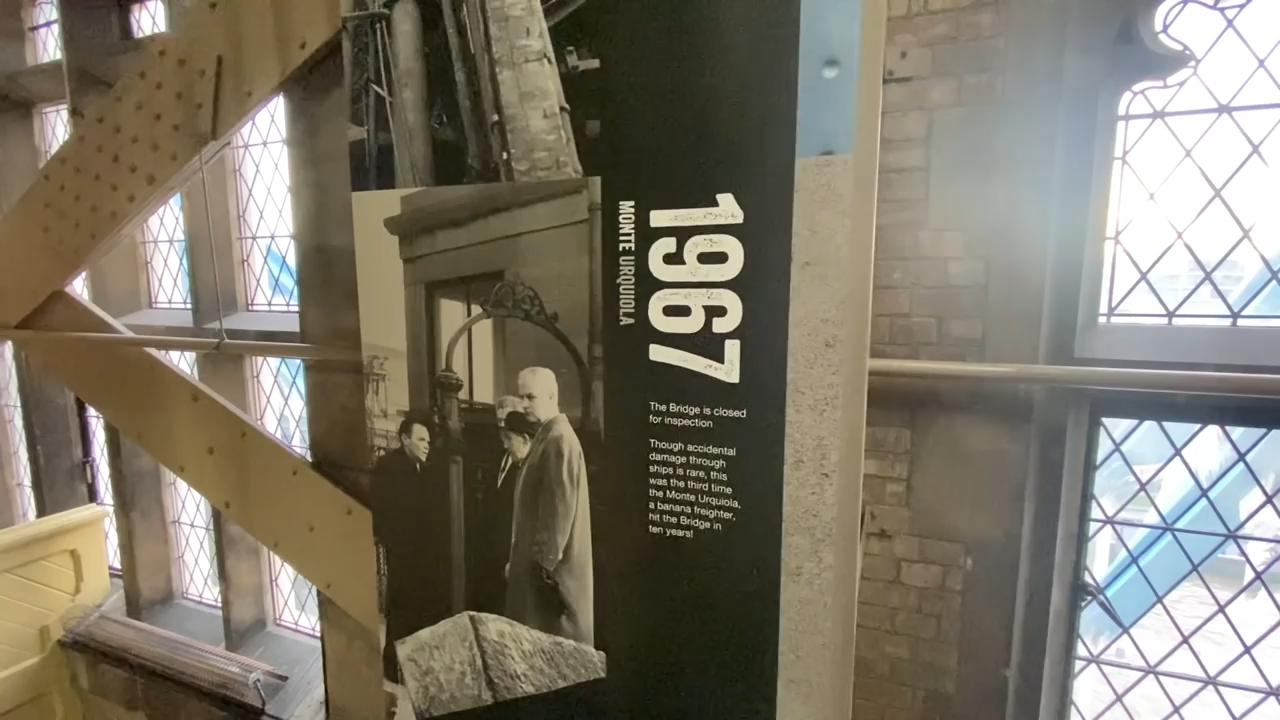 1967
MONTE URQUIOLA
The Bridge is closed
for inspection
Though accidental
damage through
ships is rare, this
was the third time
the Monte Urquiola,
a banana freighter,
hit the Bridge in
ten years!